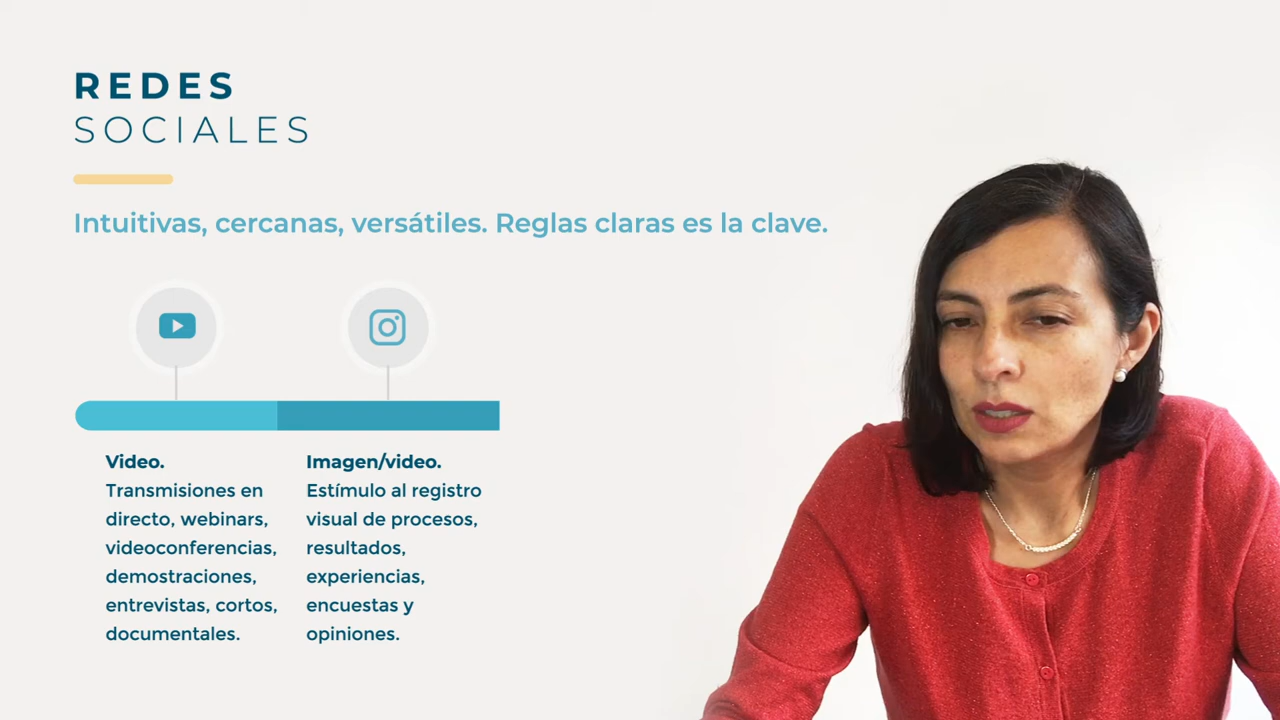 REDES
SOCIALES
Intuitivas, cercanas, versátiles. Reglas claras es la clave.
Video.
Transmisiones en
directo, webinars,
videoconferencias,
demostraciones,
entrevistas, cortos,
documentales.
Imagen/video.
Estímulo al registro
visual de procesos,
resultados,
experiencias,
encuestas y
opiniones.